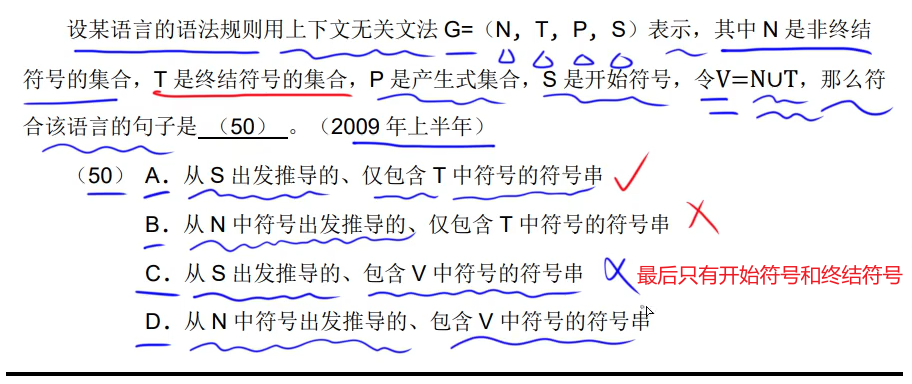 设某语言的语法规则用上下文无关文法 G=（N，T，P，S）表示，其中 N 是非终结
符号的集合，T 是终结符号的集合，P 是产生式集合，S 是开始符号，令V=N∪T，那么符
合该语言的句子是 （50） 。（2009 年上半年）
（50） A．从 S 出发推导的、仅包含 T 中符号的符号串
B．从 N 中符号出发推导的、仅包含 T 中符号的符号串
C．从 S 出发推导的、包含 V 中符号的符号串 最后只有开始符号和终结符号
D．从 N 中符号出发推导的、包含 V 中符号的符号串